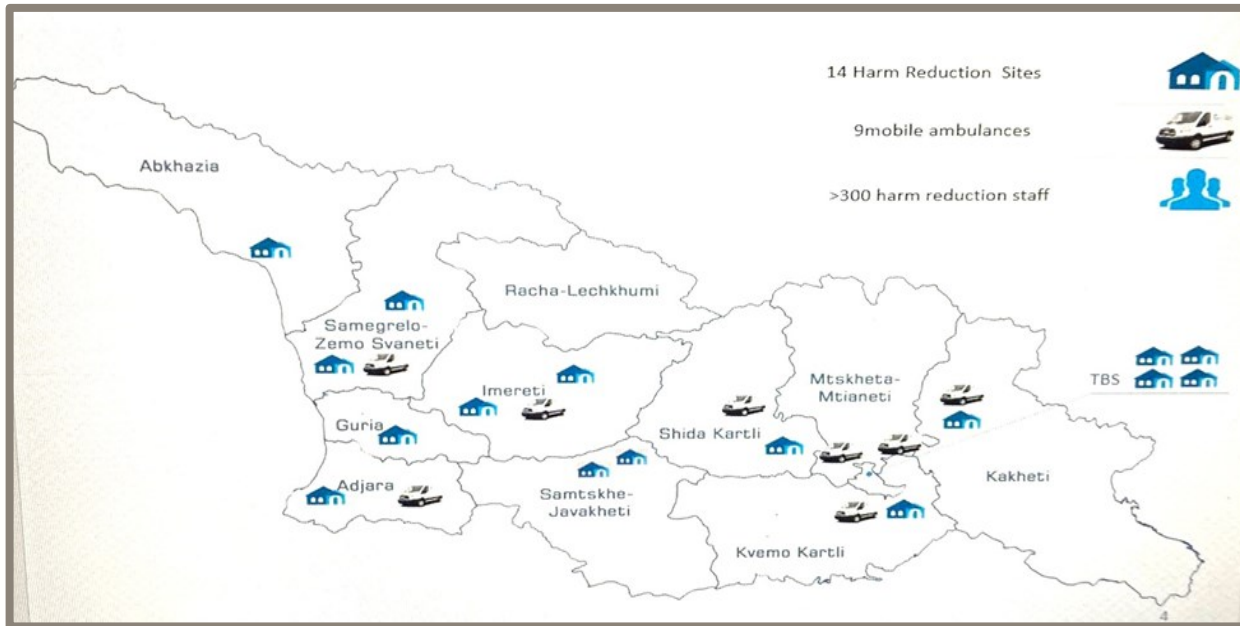 14 Harm Reduction Sites
9mobile ambulances
>300 harm reduction staff
Abkhazia
Racha-Lechkhumi
Samegrelo-
Zemo Svaneti
Imereti
Mtskheta-
Mtianeti
TBS
Guria
Shida Kartli
Adjara
Samtskhe-
Javakheti
Kakheti
Kvemo Kartli
4